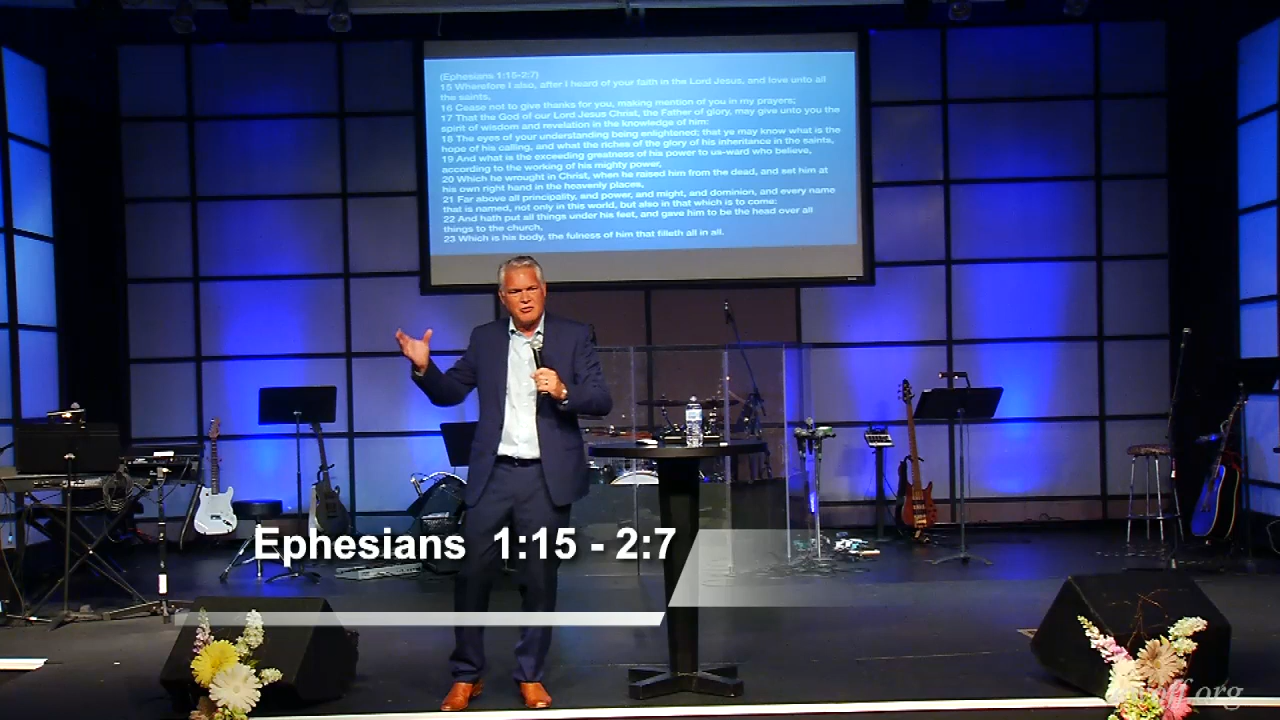 (Ephesians 1:15-2:7)
15 Wherefore I also, after I heard of your faith in the Lord Jesus, and love unto all
the saints,
16 Cease not to give thanks for you, making mention of you in my prayers;
17 That the God of our Lord Jesus Christ, the Father of glory, may give unto you the
spirit of wisdom and revelation in the knowledge of him:
18 The eyes of your understanding being enlightened; that ye may know what is the
hope of his calling, and what the riches of the glory of his inheritance in the saints,
19 And what is the exceeding greatness of his power to us-ward who believe,
according to the working of his mighty power,
20 Which he wrought in Christ, when he raised him from the dead, and set him at
his own right hand in the heavenly places,
21 Far above all principality, and power, and might, and dominion, and every name
that is named, not only in this world, but also in that which is to come:
22 And hath put all things under his feet, and gave him to be the head over all
things to the church,
23 Which is his body, the fulness of him that filleth all in all.
Ephesians 1:15 - 2:7